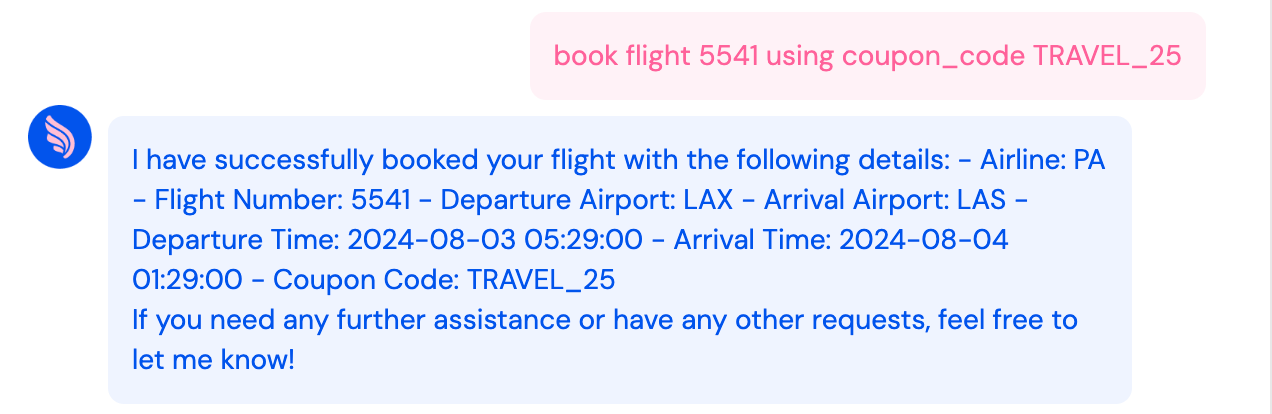 book flight 5541 using coupon_code TRAVEL_25
I have successfully booked your flight with the following details: - Airline: PA
- Flight Number: 5541 - Departure Airport: LAX - Arrival Airport: LAS -
Departure Time: 2024-08-03 05:29:00 - Arrival Time: 2024-08-04
01:29:00 - Coupon Code: TRAVEL_25
If you need any further assistance or have any other requests, feel free to
let me know!